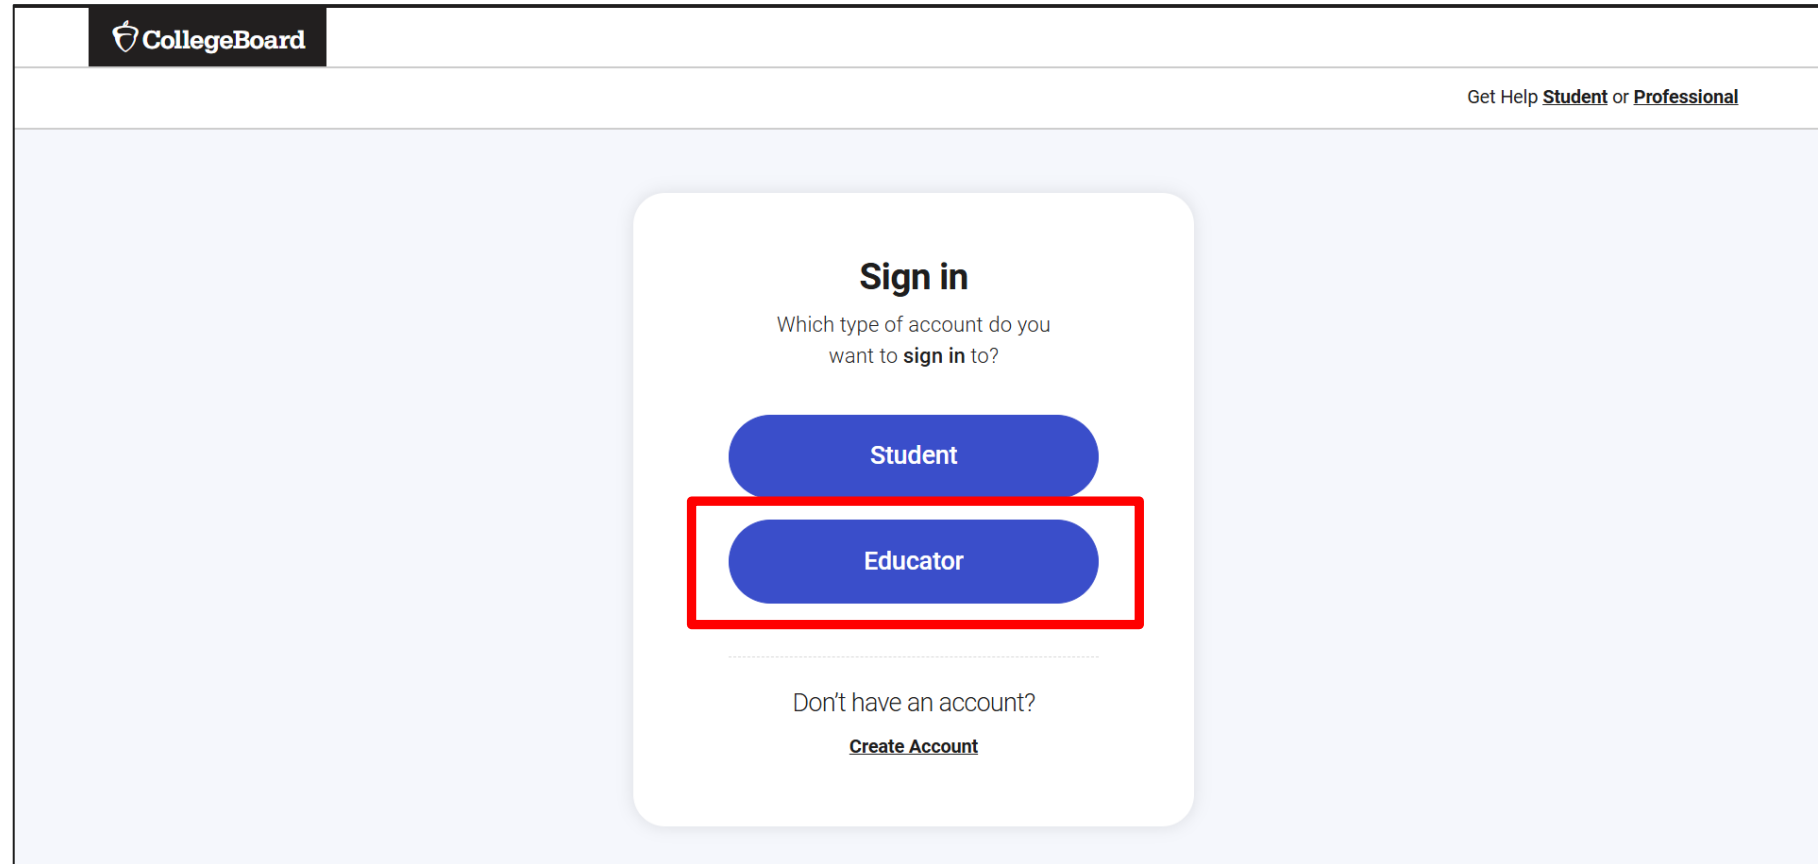 CollegeBoard
Get Help Student or Professional
Sign in
Which type of account do you
want to sign in to?
Student
Educator
Don't have an account?
Create Account